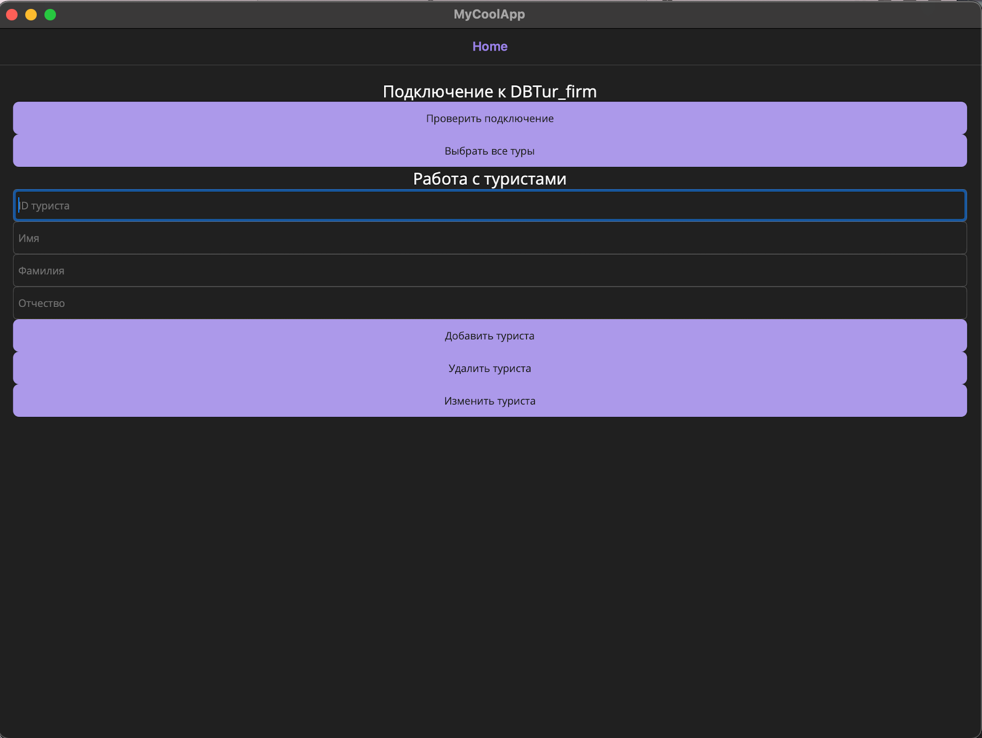 MyCoolApp
Home
Подключение к DBTur_firm
Проверить подключение
Выбрать все туры
Работа с туристами
ID туриста
Имя
Фамилия
Отчество
Добавить туриста
Удалить туриста
Изменить туриста